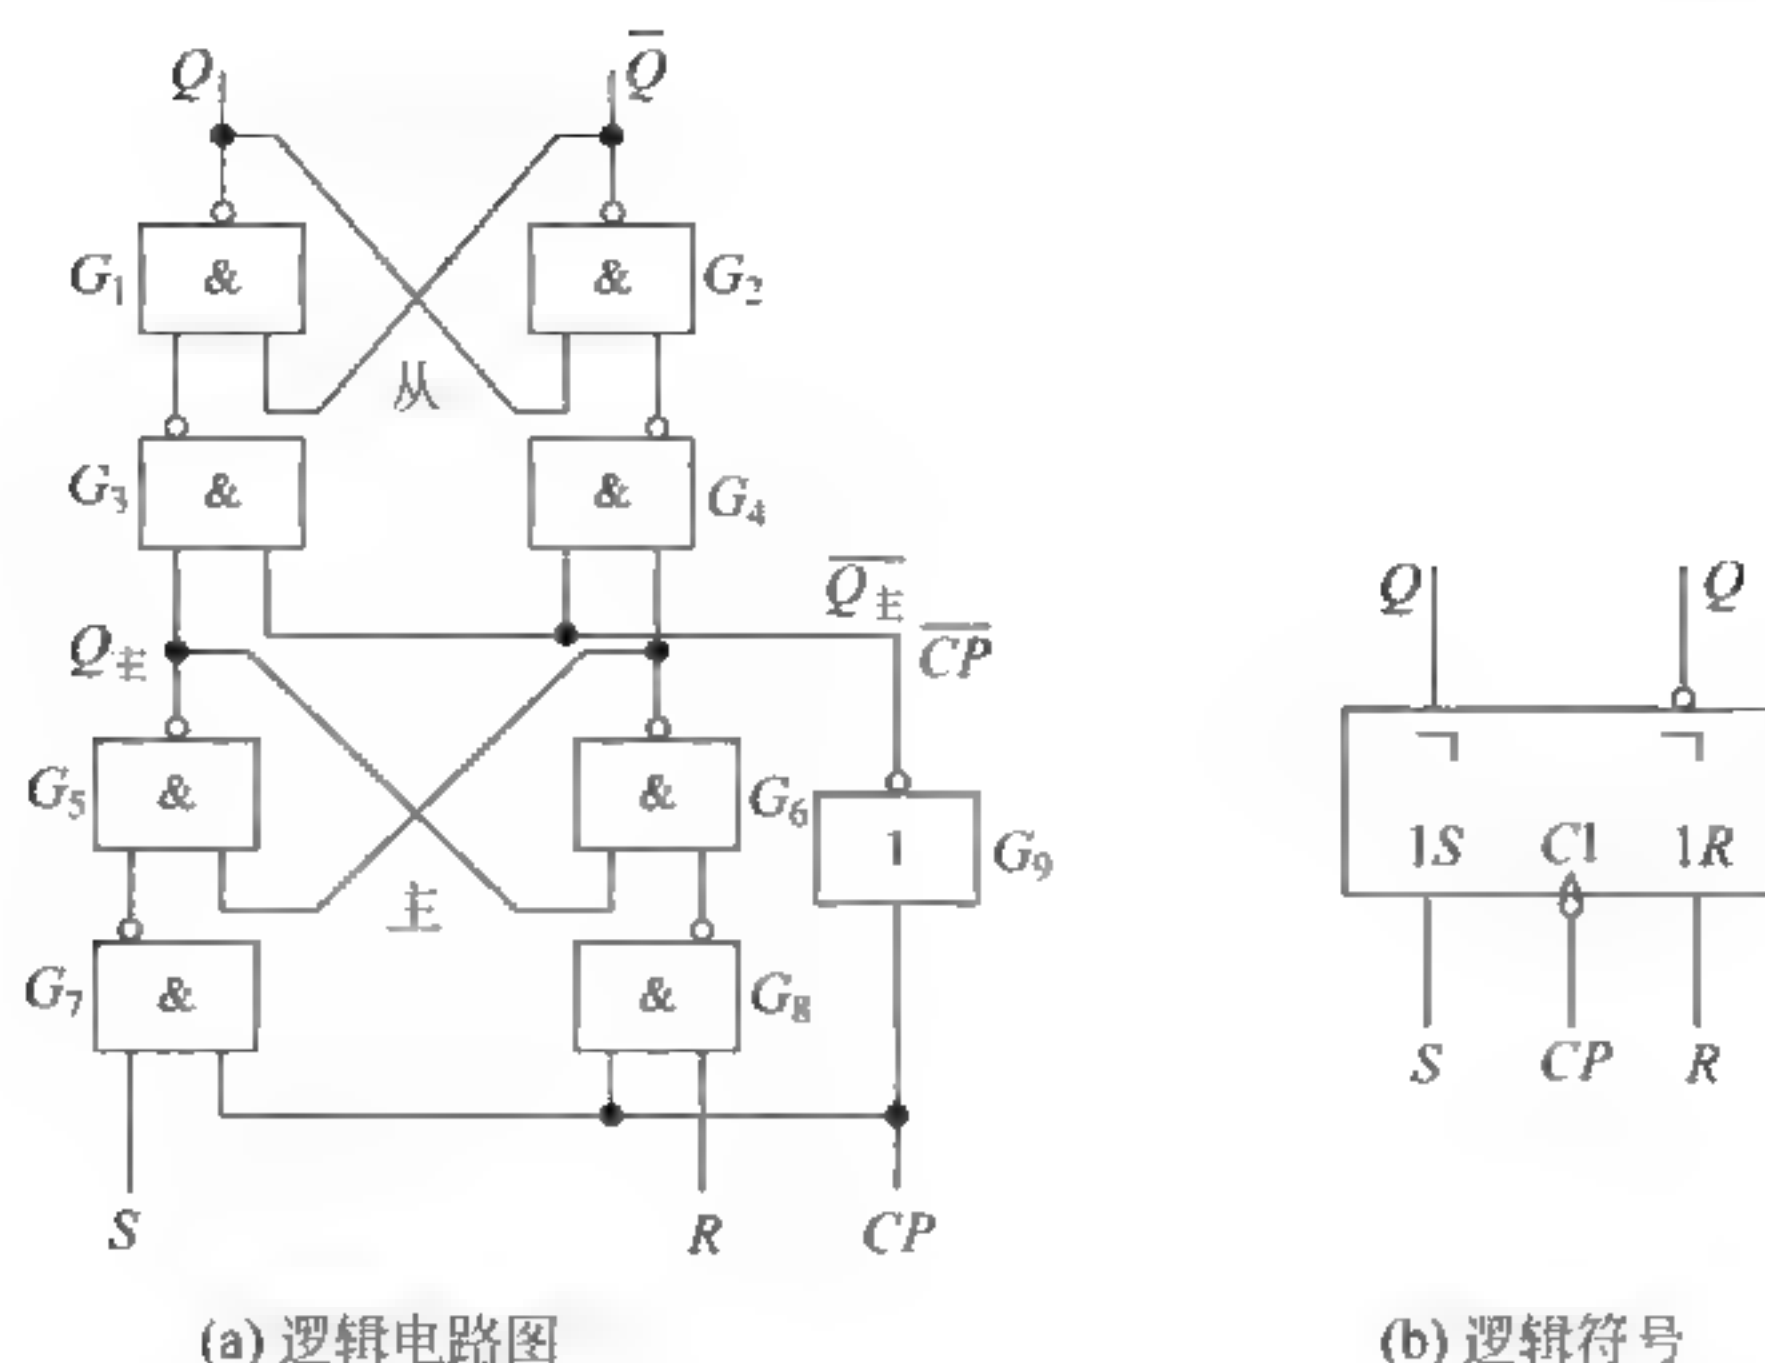 Q Q̅
G₁ & & G₂
从
G₃ & & G₄
Q̅主
Q主 C̅P̅
G₅ & & G₆ 1 G₉
主
G₇ & & G₈
S R CP
(a) 逻辑电路图
Q Q
1S C1 1R
S CP R
(b) 逻辑符号